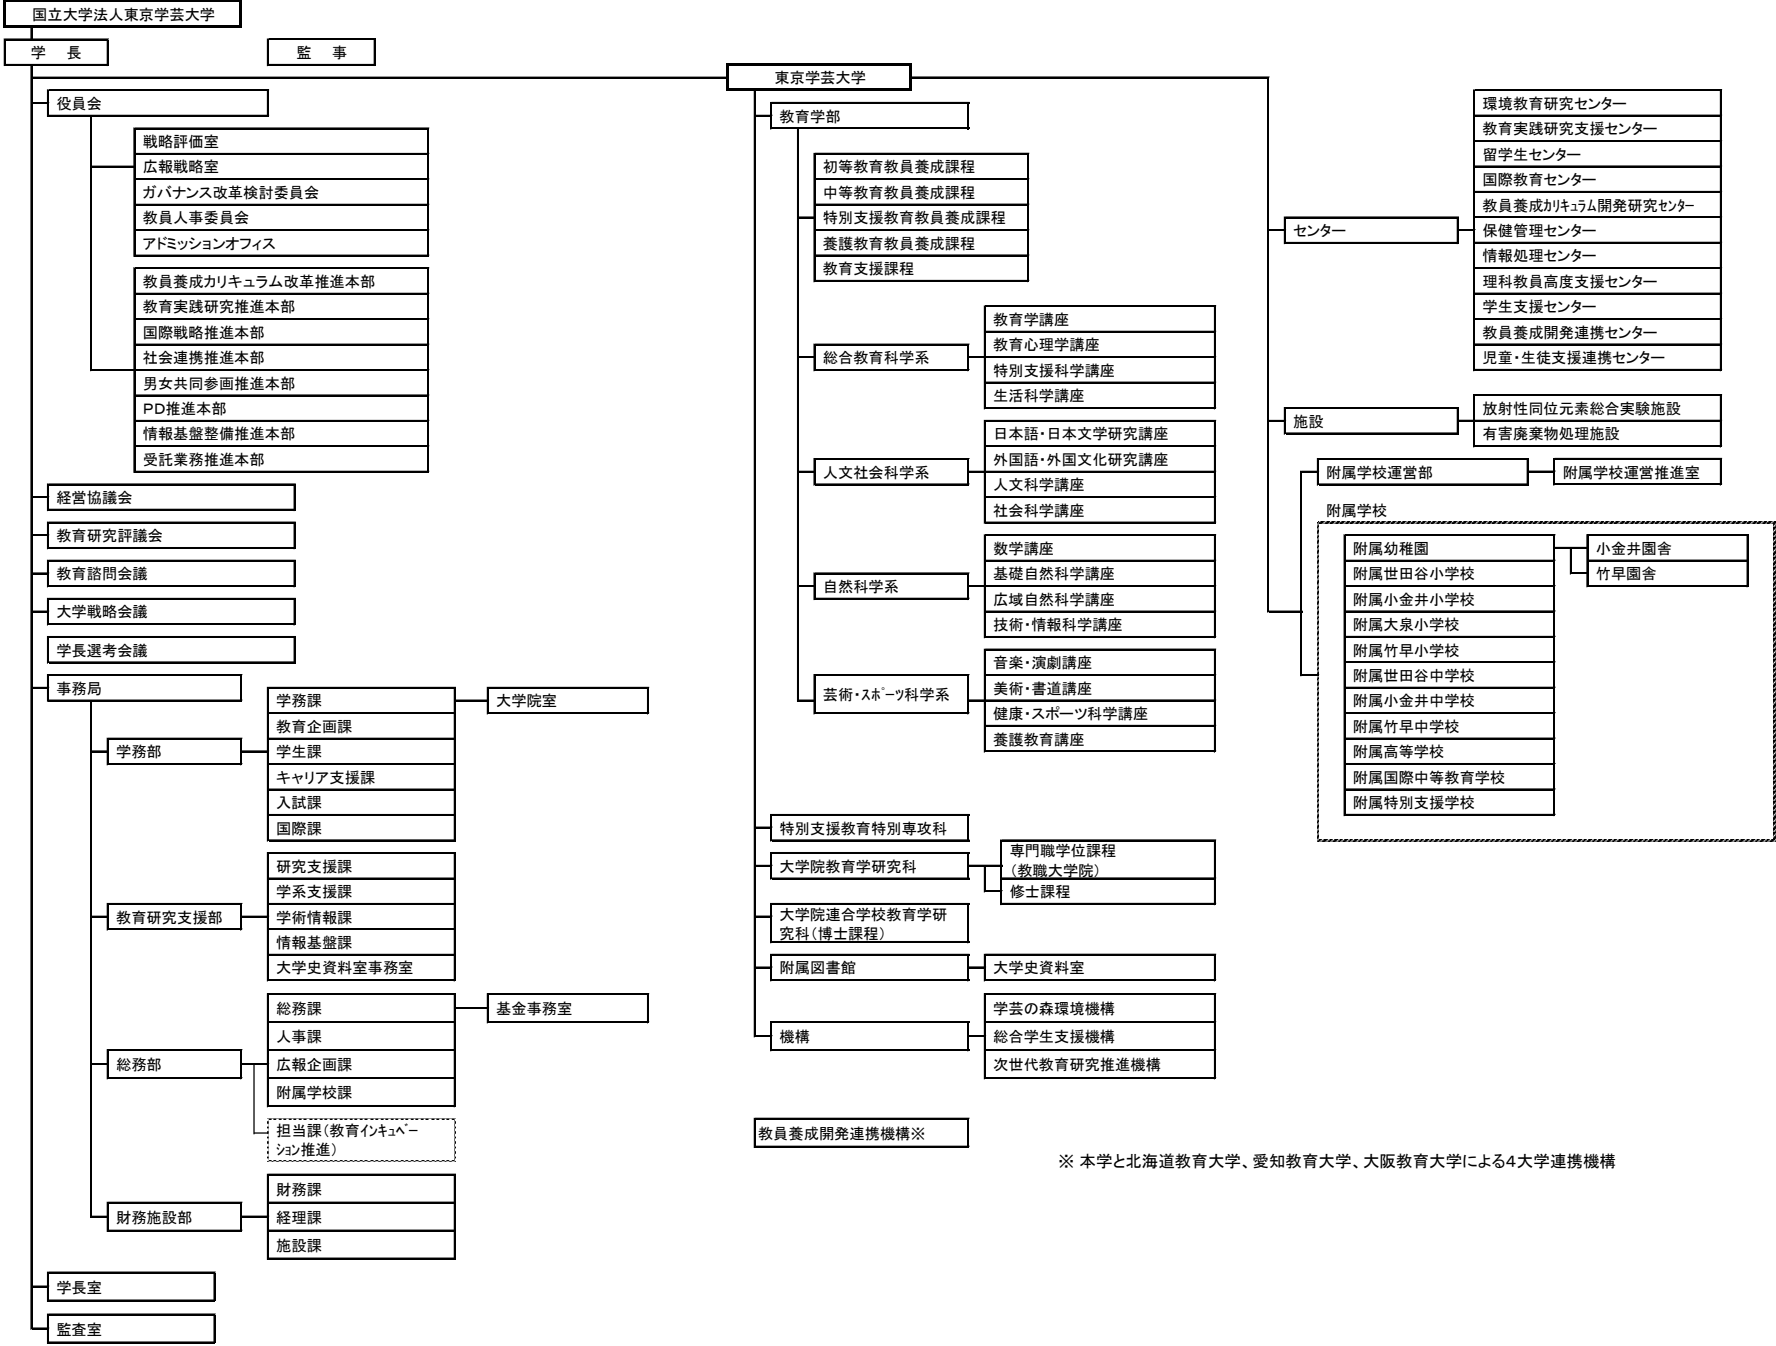 国立大学法人東京学芸大学
学　長
監　事
役員会
戦略評価室
広報戦略室
ガバナンス改革検討委員会
教員人事委員会
アドミッションオフィス
教員養成カリキュラム改革推進本部
教育実践研究推進本部
国際戦略推進本部
社会連携推進本部
男女共同参画推進本部
PD推進本部
情報基盤整備推進本部
受託業務推進本部
経営協議会
教育研究評議会
教育諮問会議
大学戦略会議
学長選考会議
事務局
学務部
学務課
大学院室
教育企画課
学生課
キャリア支援課
入試課
国際課
教育研究支援部
研究支援課
学系支援課
学術情報課
情報基盤課
大学史資料室事務室
総務部
総務課
基金事務室
人事課
広報企画課
附属学校課
担当課（教育インキュベー
ション推進）
財務施設部
財務課
経理課
施設課
学長室
監査室
東京学芸大学
教育学部
初等教育教員養成課程
中等教育教員養成課程
特別支援教育教員養成課程
養護教育教員養成課程
教育支援課程
総合教育科学系
教育学講座
教育心理学講座
特別支援科学講座
生活科学講座
人文社会科学系
日本語・日本文学研究講座
外国語・外国文化研究講座
人文科学講座
社会科学講座
自然科学系
数学講座
基礎自然科学講座
広域自然科学講座
技術・情報科学講座
芸術・スポーツ科学系
音楽・演劇講座
美術・書道講座
健康・スポーツ科学講座
養護教育講座
特別支援教育特別専攻科
大学院教育学研究科
専門職学位課程
（教職大学院）
修士課程
大学院連合学校教育学研
究科（博士課程）
附属図書館
大学史資料室
機構
学芸の森環境機構
総合学生支援機構
次世代教育研究推進機構
教員養成開発連携機構※
※ 本学と北海道教育大学、愛知教育大学、大阪教育大学による4大学連携機構
センター
環境教育研究センター
教育実践研究支援センター
留学生センター
国際教育センター
教員養成カリキュラム開発研究センター
保健管理センター
情報処理センター
理科教員高度支援センター
学生支援センター
教員養成開発連携センター
児童・生徒支援連携センター
施設
放射性同位元素総合実験施設
有害廃棄物処理施設
附属学校運営部
附属学校運営推進室
附属学校
附属幼稚園
小金井園舎
竹早園舎
附属世田谷小学校
附属小金井小学校
附属大泉小学校
附属竹早小学校
附属世田谷中学校
附属小金井中学校
附属竹早中学校
附属高等学校
附属国際中等教育学校
附属特別支援学校